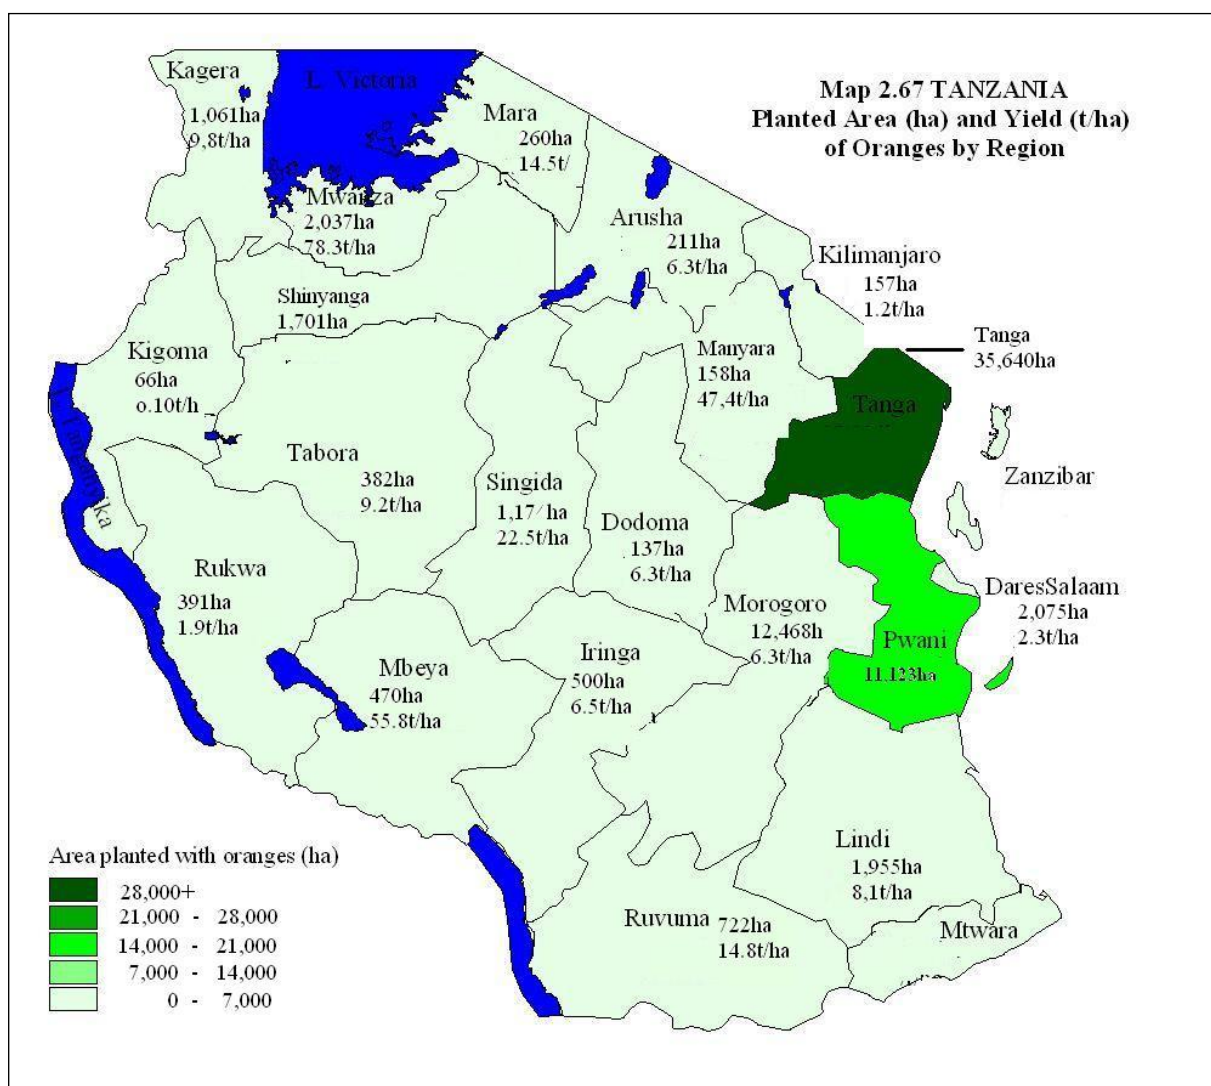 Map 2.67 TANZANIA
Planted Area (ha) and Yield (t/ha)
of Oranges by Region
Kagera
1,061ha
9,8t/ha
L. Victoria
Mara
260ha
14.5t/
Mwanza
2,037ha
78.3t/ha
Arusha
211ha
6.3t/ha
Kilimanjaro
157ha
1.2t/ha
Shinyanga
1,701ha
Tanga
35,640ha
Kigoma
66ha
o.10t/h
Manyara
158ha
47,4t/ha
Tanga
L. Tanganyika
Tabora
382ha
9.2t/ha
Singida
1,17 ha
22.5t/ha
Zanzibar
Dodoma
137ha
6.3t/ha
Rukwa
391ha
1.9t/ha
Morogoro
12,468h
6.3t/ha
DaresSalaam
2,075ha
2.3t/ha
Pwani
11,123ha
Mbeya
470ha
55.8t/ha
Iringa
500ha
6.5t/ha
Lindi
1,955ha
8,1t/ha
Ruvuma 722ha
14.8t/ha
Mtwara
Area planted with oranges (ha)
28,000+
21,000 - 28,000
14,000 - 21,000
7,000 - 14,000
0 - 7,000